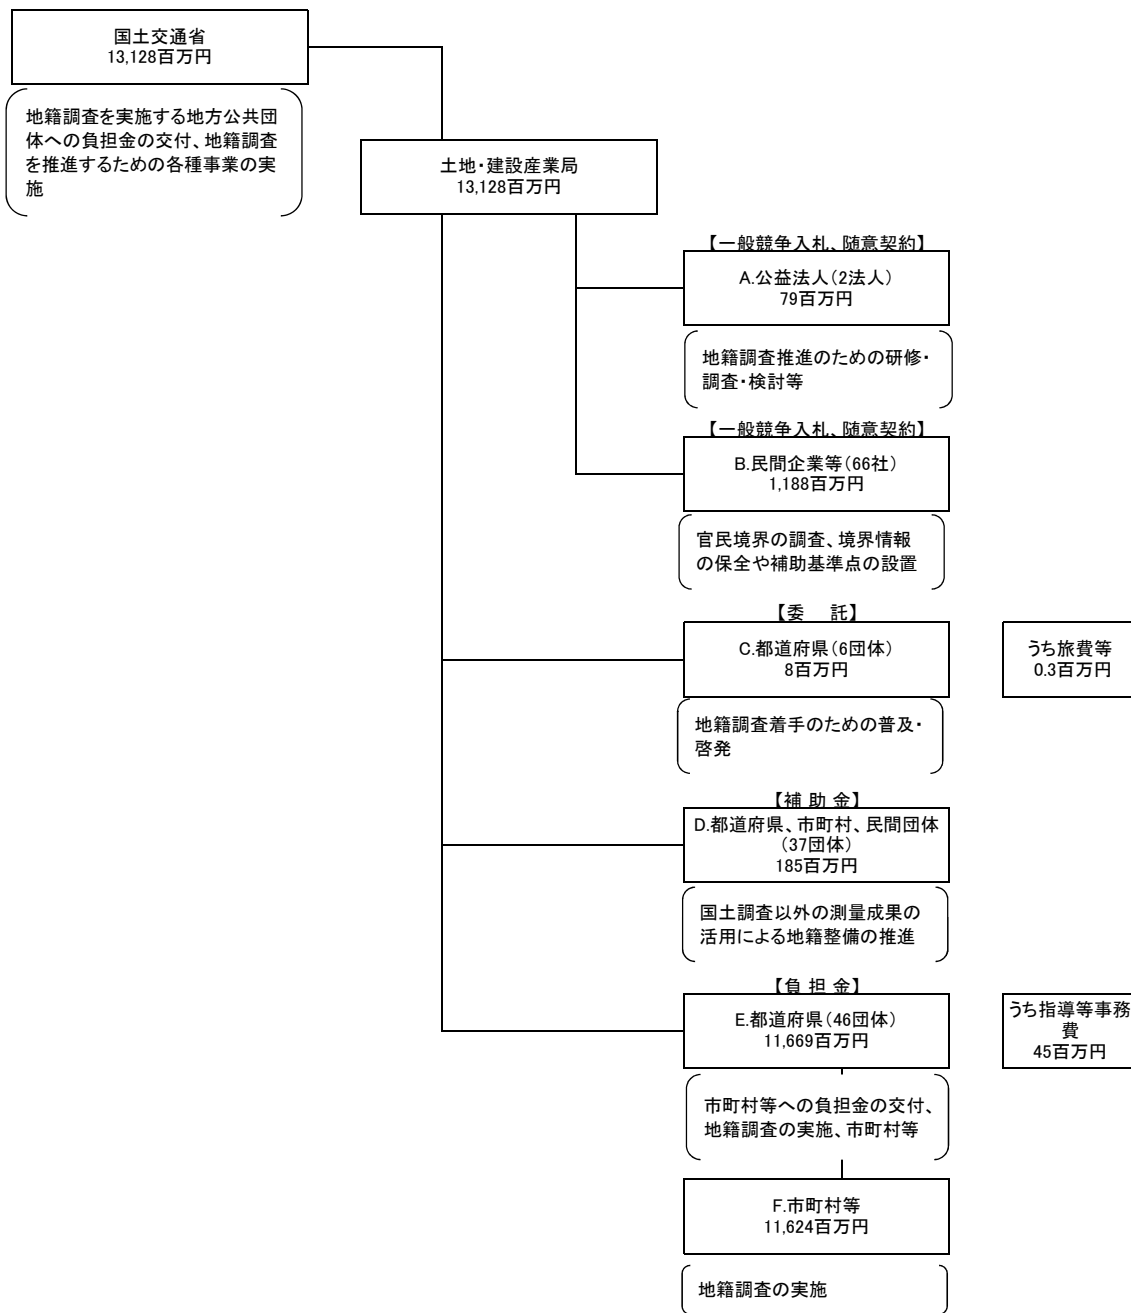 国土交通省
13,128百万円
地籍調査を実施する地方公共団
体への負担金の交付、地籍調査
を推進するための各種事業の実
施
土地・建設産業局
13,128百万円
【一般競争入札、随意契約】
A.公益法人（2法人）
79百万円
地籍調査推進のための研修・
調査・検討等
【一般競争入札、随意契約】
B.民間企業等（66社）
1,188百万円
官民境界の調査、境界情報
の保全や補助基準点の設置
【委　託】
C.都道府県（6団体）
8百万円
うち旅費等
0.3百万円
地籍調査着手のための普及・
啓発
【補 助 金】
D.都道府県、市町村、民間団体
（37団体）
185百万円
国土調査以外の測量成果の
活用による地籍整備の推進
【負 担 金】
E.都道府県（46団体）
11,669百万円
うち指導等事務
費
45百万円
市町村等への負担金の交付、
地籍調査の実施、市町村等
F.市町村等
11,624百万円
地籍調査の実施